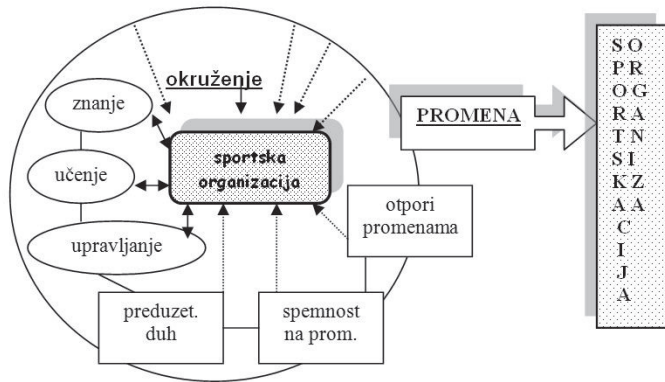 okruženje
znanje
učenje
upravljanje
sportska
organizacija
preduzet.
duh
spemnost
na prom.
otpori
promenama
PROMENA
S O
P R
O G
R A
T N
S I
K Z
A A
C
I
J
A